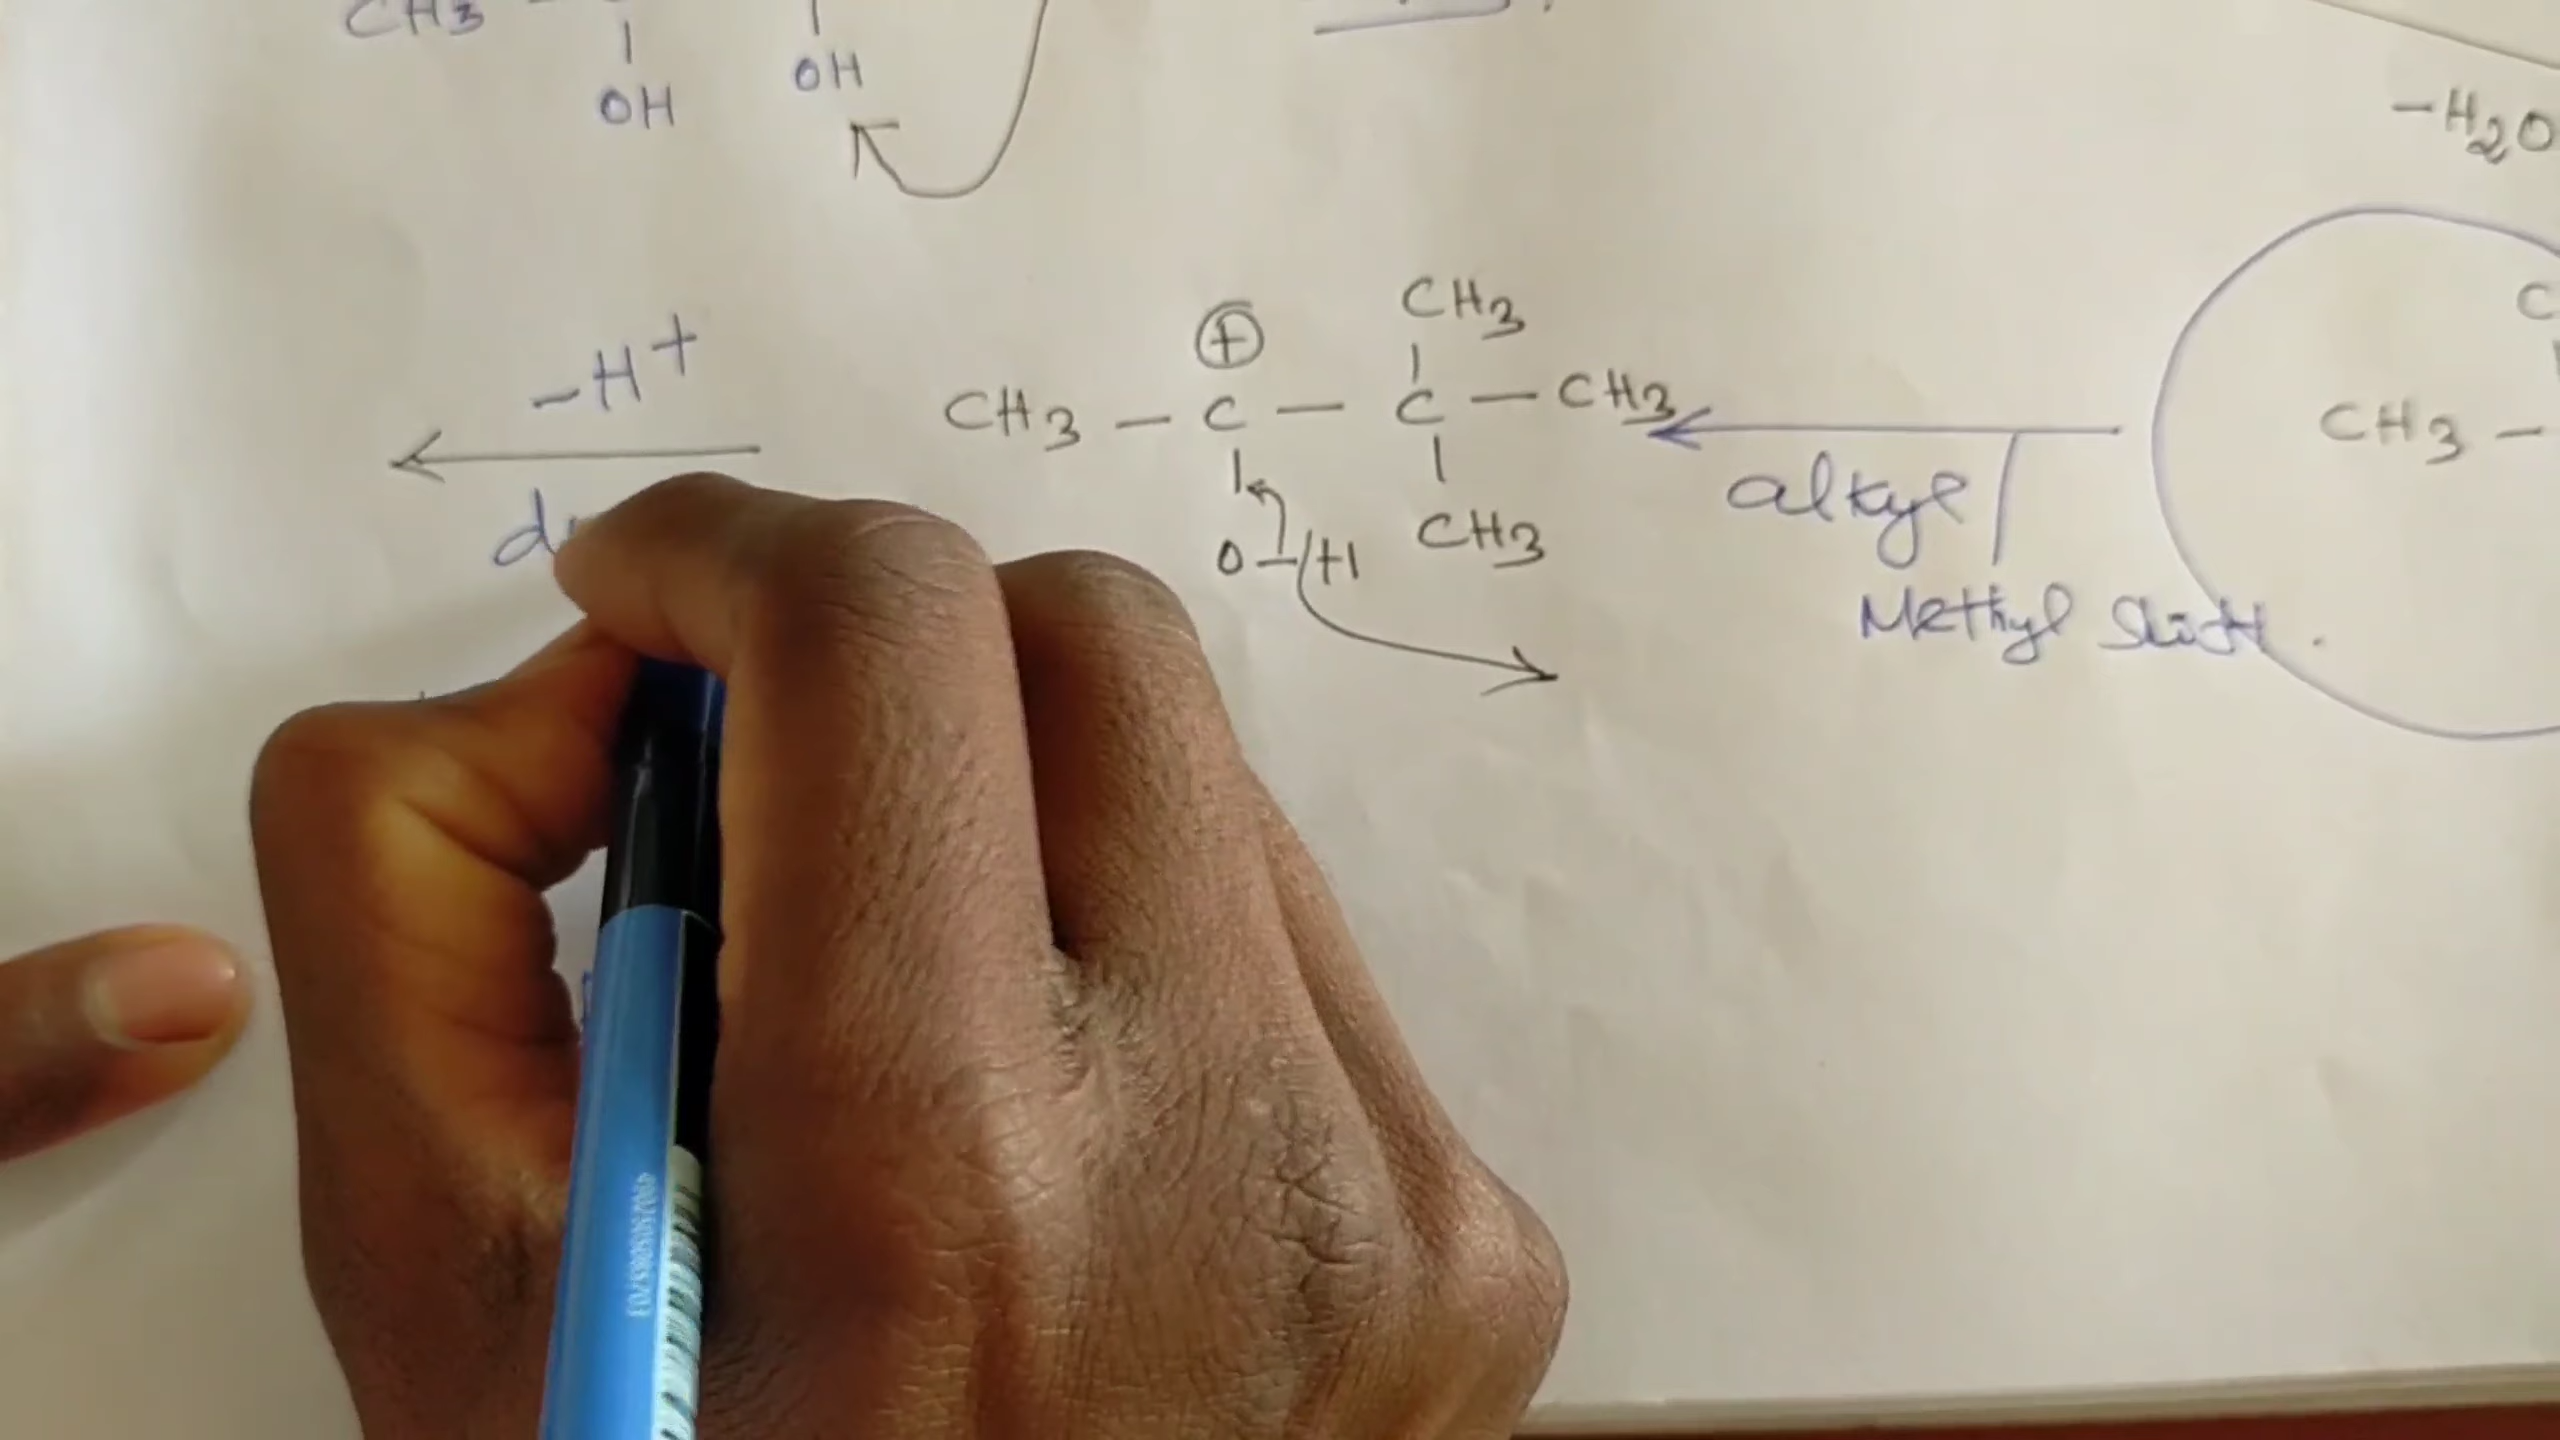 CH3
OH OH
-H2O
-H+
⊕ CH3
CH3 - C - C - CH3
O-H CH3
CH3 -
alkyl
Methyl Shift.